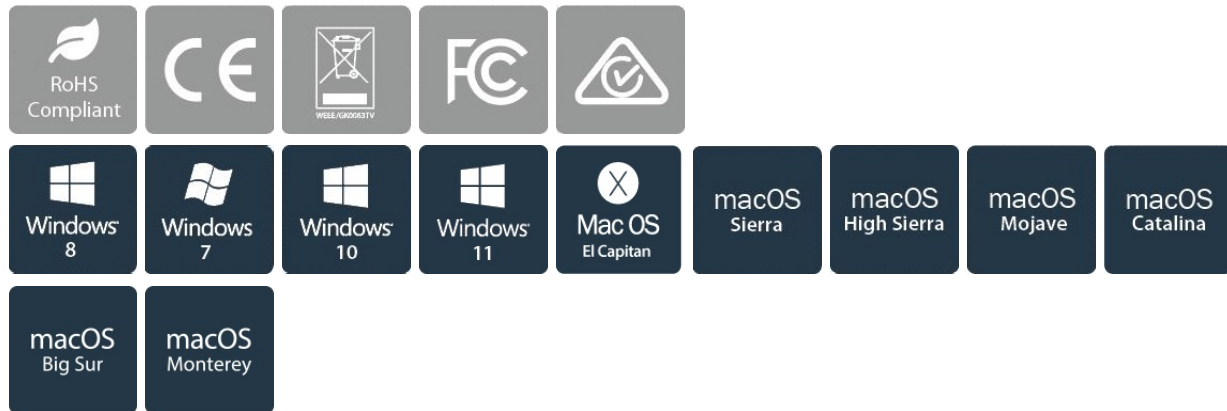 RoHS
Compliant
CE
WEEE/GK0063TV
FC
Windows
8
Windows
7
Windows
10
Windows
11
X
Mac OS
El Capitan
macOS
Sierra
macOS
High Sierra
macOS
Mojave
macOS
Catalina
macOS
Big Sur
macOS
Monterey